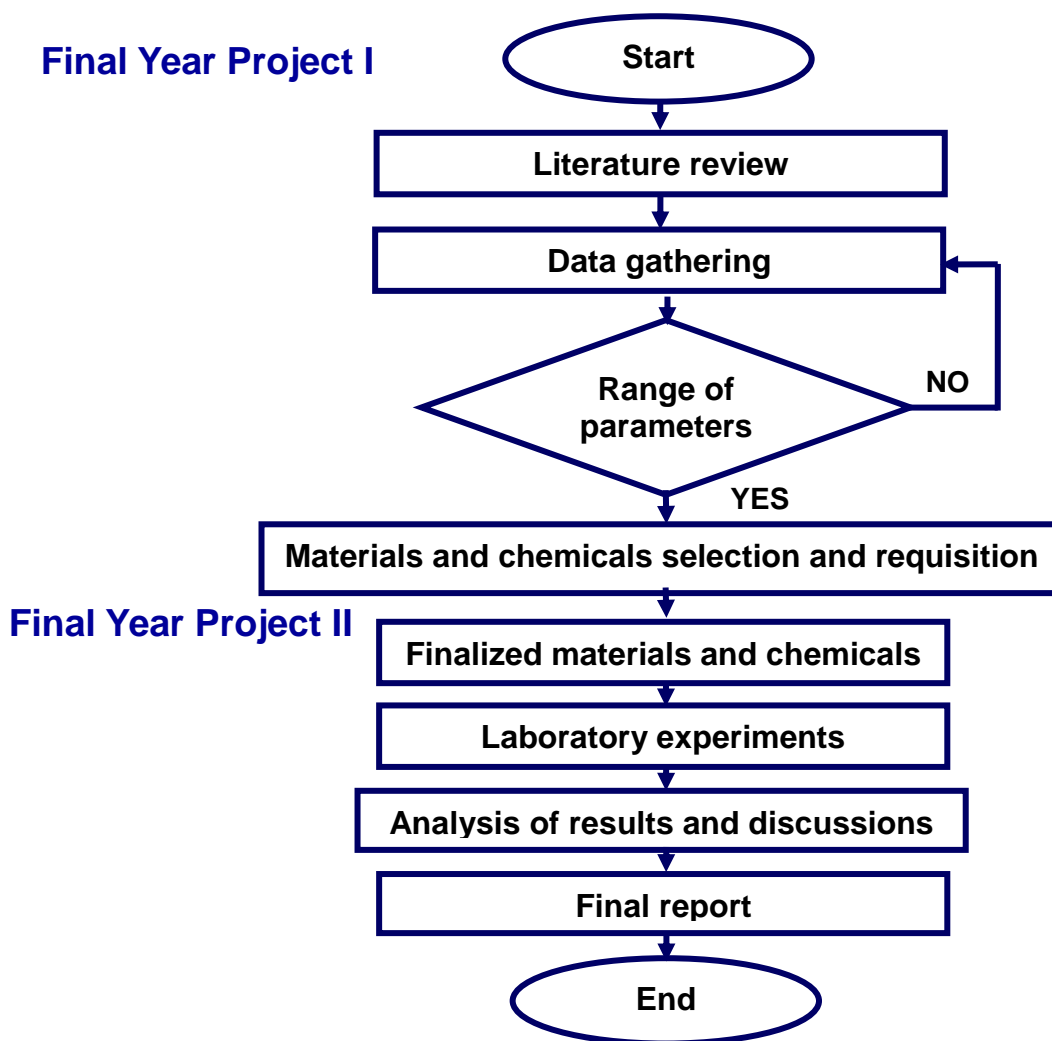 Final Year Project I
Start
Literature review
Data gathering
Range of
parameters
NO
YES
Materials and chemicals selection and requisition
Final Year Project II
Finalized materials and chemicals
Laboratory experiments
Analysis of results and discussions
Final report
End